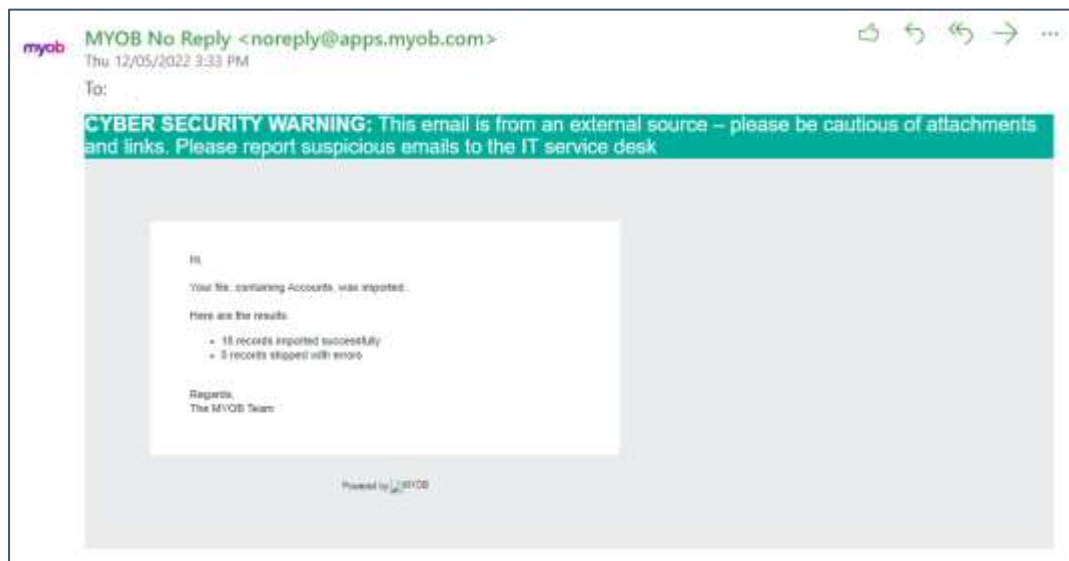 myob
MYOB No Reply <noreply@apps.myob.com>
Thu 12/05/2022 3:33 PM
To:
CYBER SECURITY WARNING: This email is from an external source – please be cautious of attachments
and links. Please report suspicious emails to the IT service desk
Hi,
Your file, containing Accounts, was imported.
Here are the results:
• records imported successfully
• records skipped with errors
Regards,
The MYOB Team
Powered by MYOB